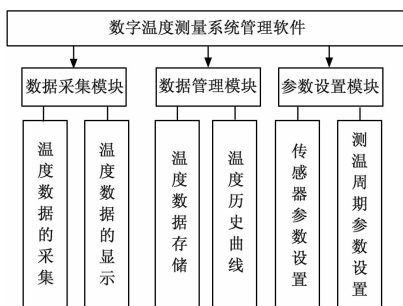 数字温度测量系统管理软件
数据采集模块
数据管理模块
参数设置模块
温度数据的采集
温度数据的显示
温度数据存储
温度历史曲线
传感器参数设置
测温周期参数设置